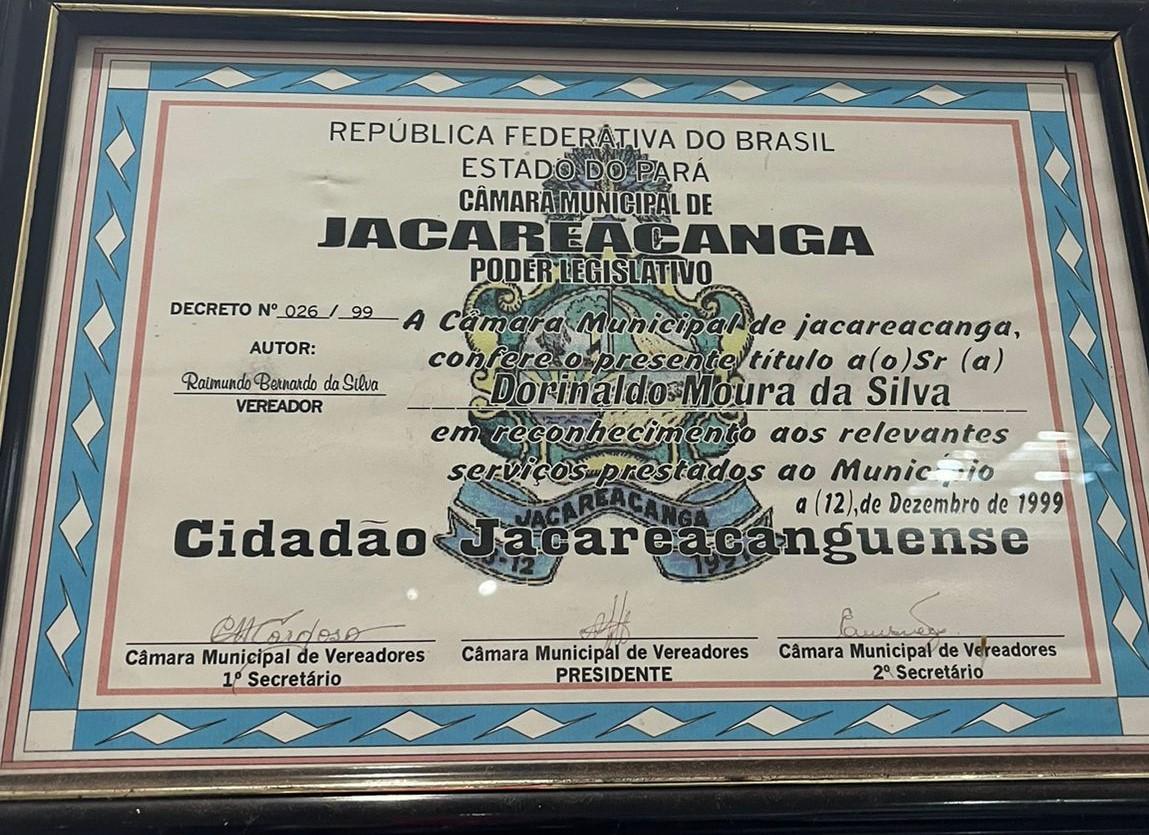 REPÚBLICA FEDERATIVA DO BRASIL
ESTADO DO PARÁ
CÂMARA MUNICIPAL DE
JACAREACANGA
PODER LEGISLATIVO
DECRETO Nº 026 / 99
AUTOR:
Raimundo Bernardo da Silva
VEREADOR
A Câmara Municipal de jacareacanga,
confere o presente título a(o)Sr (a)
Dorinaldo Moura da Silva
em reconhecimento aos relevantes
serviços prestados ao Município
a (12),de Dezembro de 1999
JACAREACANGA
Cidadão Jacareacanguense
Câmara Municipal de Vereadores
1º Secretário
Câmara Municipal de Vereadores
PRESIDENTE
Câmara Municipal de Vereadores
2º Secretário